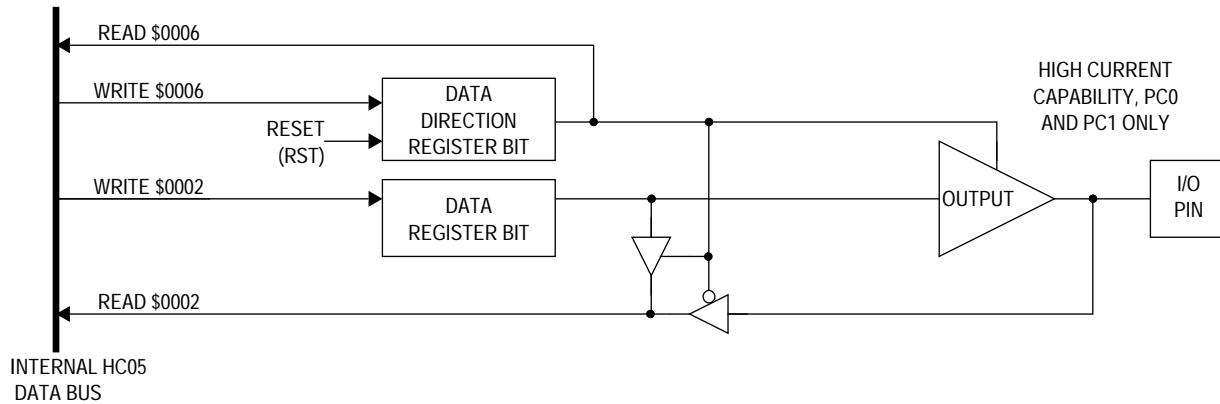 READ $0006
WRITE $0006
DATA
DIRECTION
REGISTER BIT
RESET
(RST)
HIGH CURRENT
CAPABILITY, PC0
AND PC1 ONLY
WRITE $0002
DATA
REGISTER BIT
OUTPUT
I/O
PIN
READ $0002
INTERNAL HC05
DATA BUS